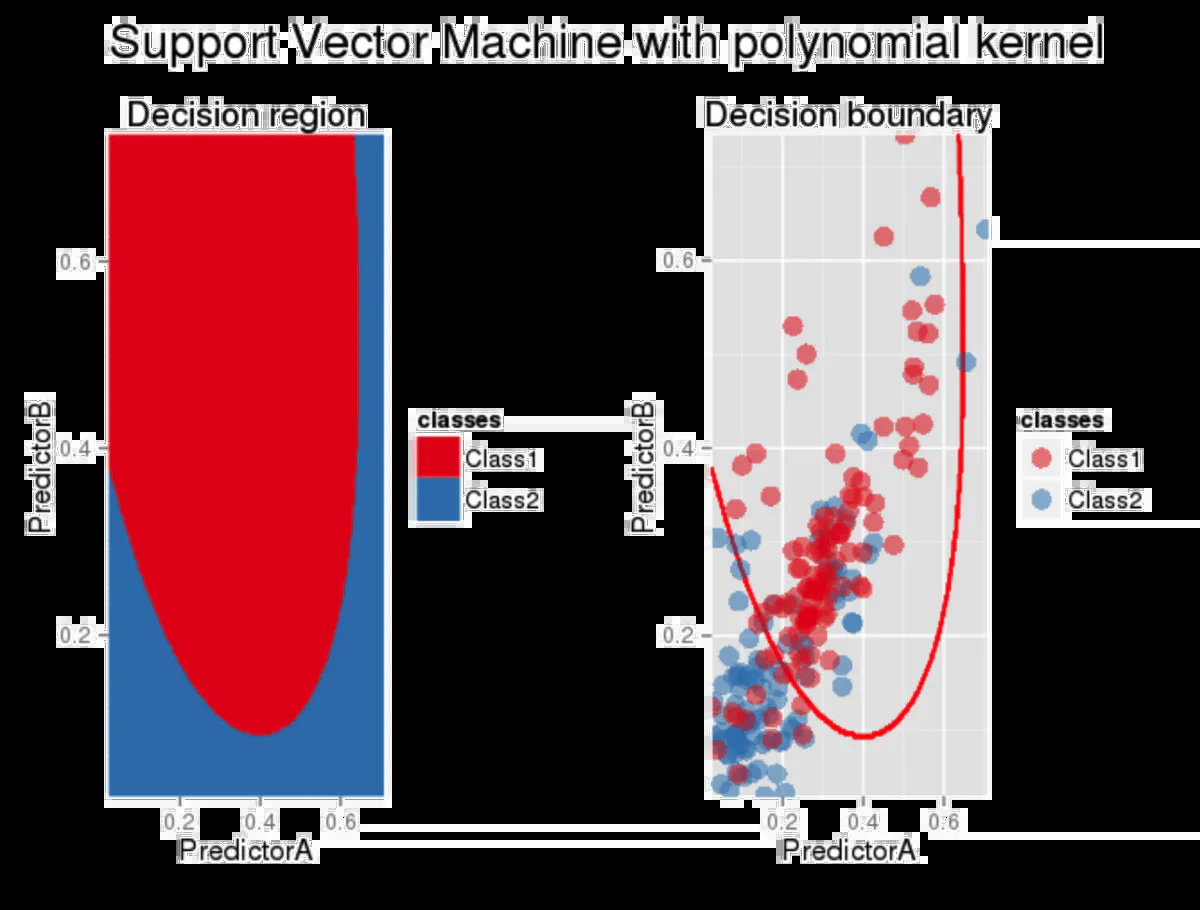 Support Vector Machine with polynomial kernel
Decision region
0.6
0.4
0.2
PredictorB
0.2 0.4 0.6
PredictorA
classes
Class1
Class2
Decision boundary
0.6
0.4
0.2
PredictorB
0.2 0.4 0.6
PredictorA
classes
Class1
Class2